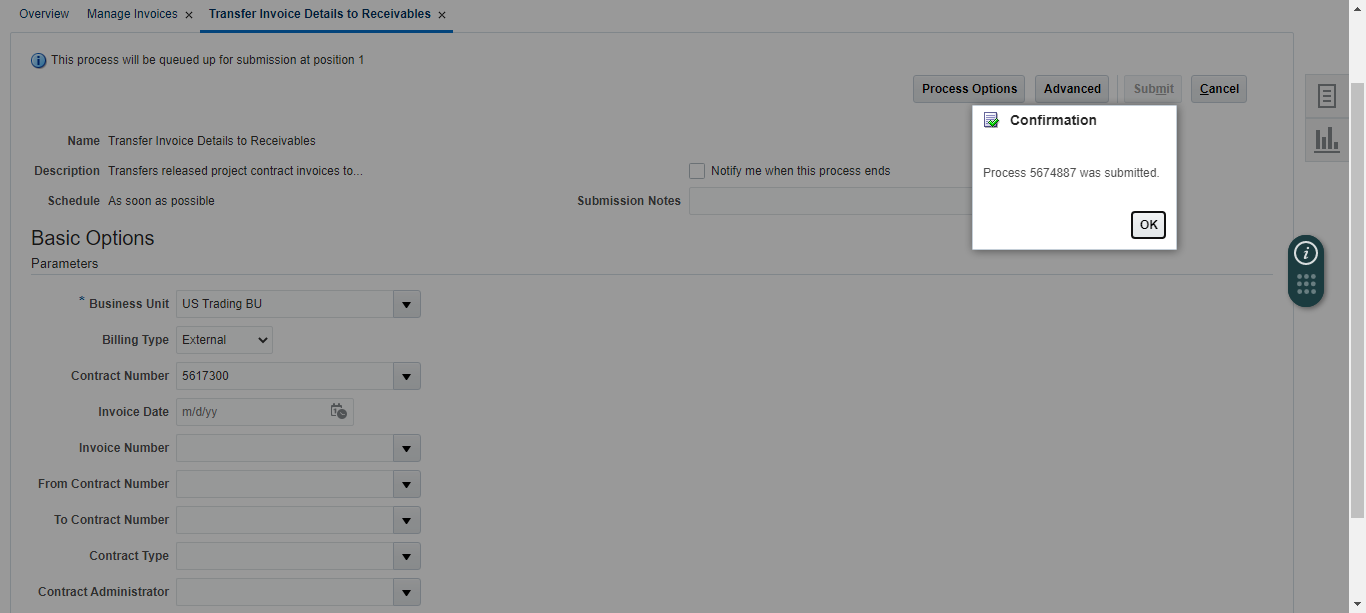 Overview Manage Invoices × Transfer Invoice Details to Receivables ×
This process will be queued up for submission at position 1
Process Options Advanced Submit Cancel
Confirmation
Process 5674887 was submitted.
OK
Name Transfer Invoice Details to Receivables
Description Transfers released project contract invoices to...
Notify me when this process ends
Schedule As soon as possible
Submission Notes
Basic Options
Parameters
* Business Unit US Trading BU
Billing Type External
Contract Number 5617300
Invoice Date m/d/yy
Invoice Number
From Contract Number
To Contract Number
Contract Type
Contract Administrator